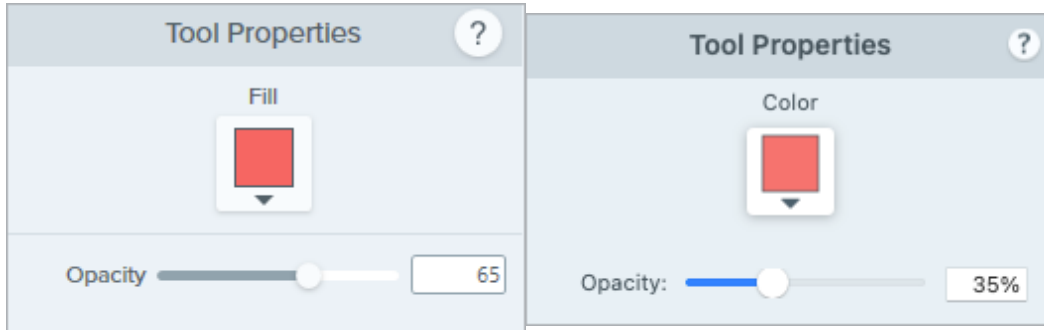 Tool Properties ?
Fill
Opacity 65
Tool Properties ?
Color
Opacity: 35%